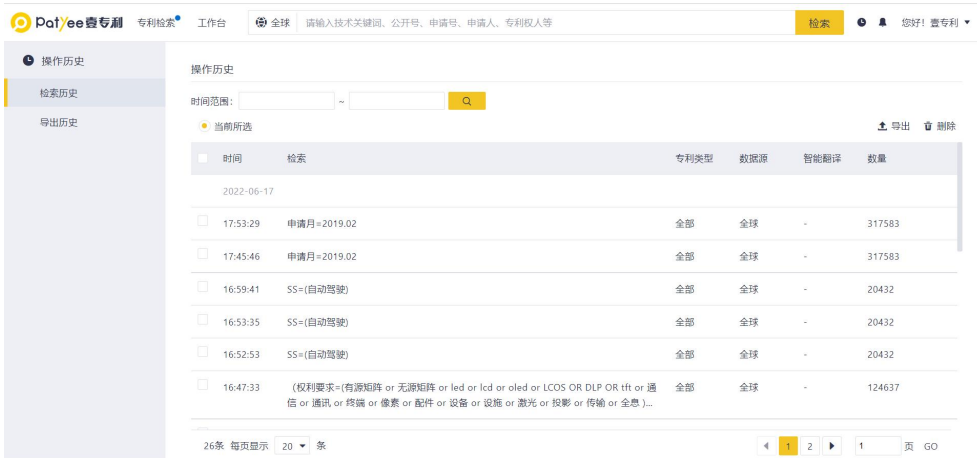 Patyee壹专利 专利检索 工作台 全球 请输入技术关键词、公开号、申请号、申请人、专利权人等 检索 您好！壹专利
操作历史
检索历史
导出历史
操作历史
时间范围: ~
当前所选 导出 删除
时间 检索 专利类型 数据源 智能翻译 数量
2022-06-17
17:53:29 申请月=2019.02 全部 全球 - 317583
17:45:46 申请月=2019.02 全部 全球 - 317583
16:59:41 SS=(自动驾驶) 全部 全球 - 20432
16:53:35 SS=(自动驾驶) 全部 全球 - 20432
16:52:53 SS=(自动驾驶) 全部 全球 - 20432
16:47:33 （权利要求=(有源矩阵 or 无源矩阵 or led or lcd or oled or LCOS OR DLP OR tft or 通 全部 全球 - 124637
信 or 通讯 or 终端 or 像素 or 配件 or 设备 or 设施 or 激光 or 投影 or 传输 or 全息 )...
26条 每页显示 20 条 1 2 1 页 GO